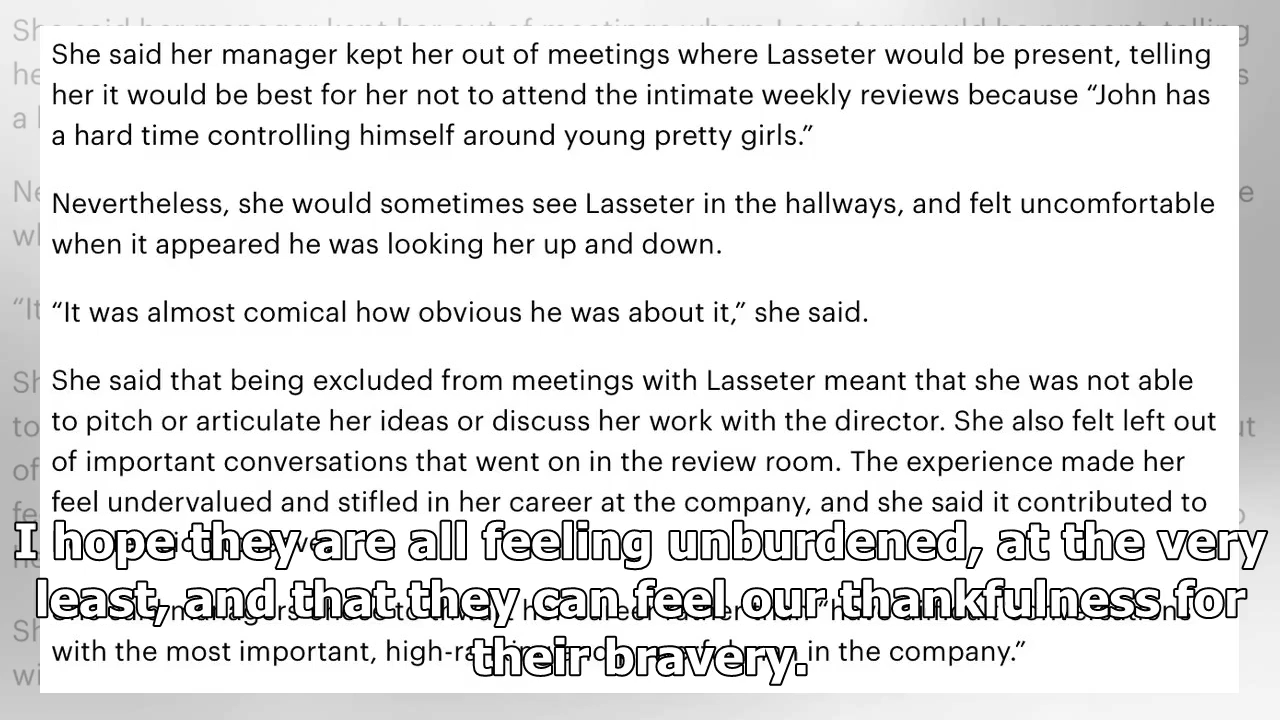 She said her manager kept her out of meetings where Lasseter would be present, telling
her it would be best for her not to attend the intimate weekly reviews because “John has
a hard time controlling himself around young pretty girls.”
Nevertheless, she would sometimes see Lasseter in the hallways, and felt uncomfortable
when it appeared he was looking her up and down.
“It was almost comical how obvious he was about it,” she said.
She said that being excluded from meetings with Lasseter meant that she was not able
to pitch or articulate her ideas or discuss her work with the director. She also felt left out
of important conversations that went on in the review room. The experience made her
feel undervalued and stifled in her career at the company, and she said it contributed to
I hope they are all feeling unburdened, at the very
least, and that they can feel our thankfulness for
their bravery.
with the most important, in the company.”